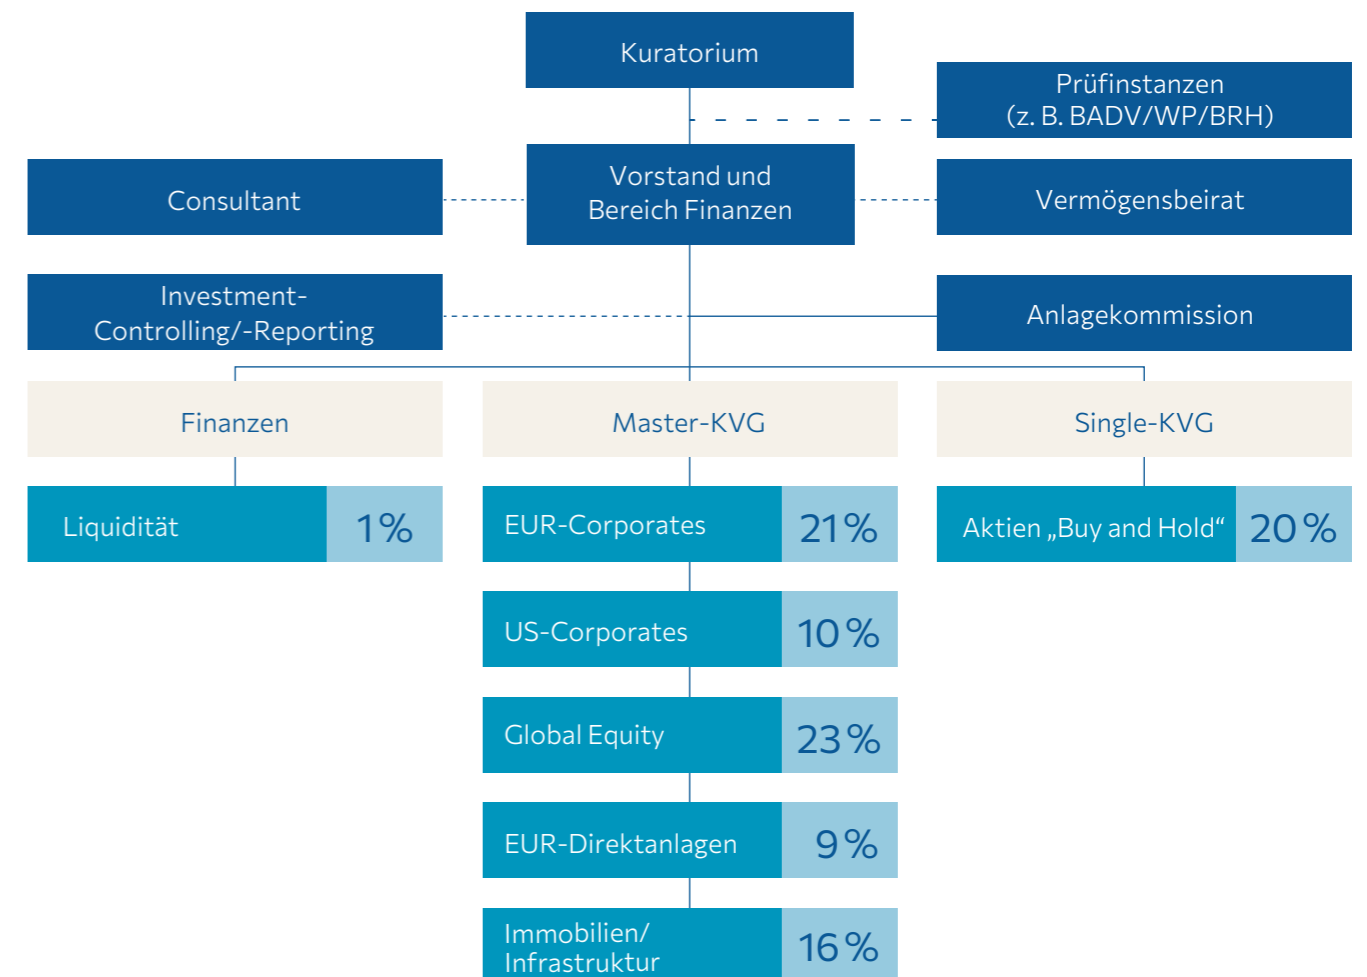 Kuratorium
Prüfinstanzen
(z. B. BADV/WP/BRH)
Consultant
Vorstand und
Bereich Finanzen
Vermögensbeirat
Investment-
Controlling/-Reporting
Anlagekommission
Finanzen
Master-KVG
Single-KVG
Liquidität 1 %
EUR-Corporates 21 %
Aktien „Buy and Hold“ 20 %
US-Corporates 10 %
Global Equity 23 %
EUR-Direktanlagen 9 %
Immobilien/
Infrastruktur 16 %